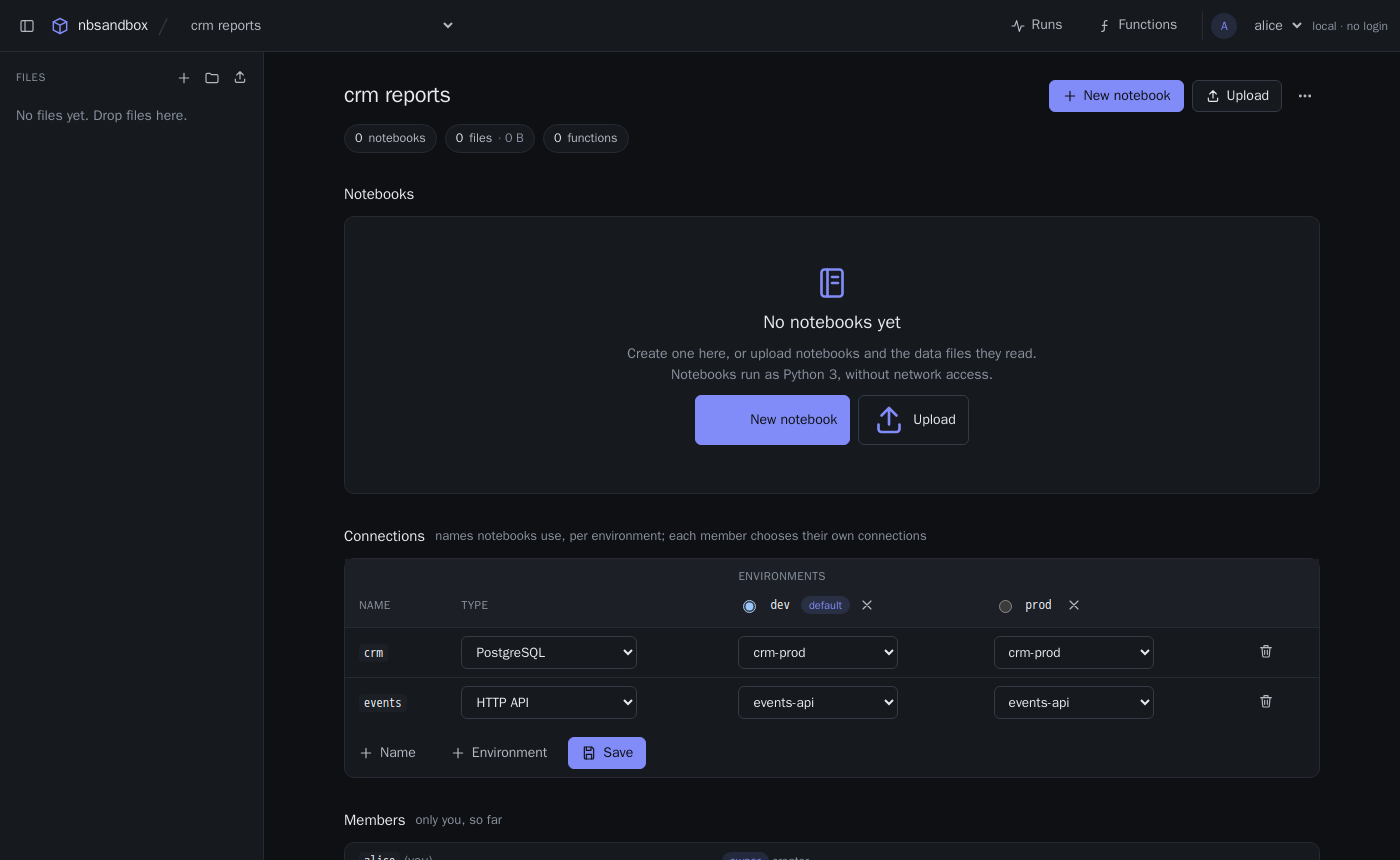 nbsandbox / crm reports
Runs
Functions
A
alice
local · no login
FILES
No files yet. Drop files here.
crm reports
New notebook
Upload
0 notebooks
0 files · 0 B
0 functions
Notebooks
No notebooks yet
Create one here, or upload notebooks and the data files they read.
Notebooks run as Python 3, without network access.
New notebook
Upload
Connections names notebooks use, per environment; each member chooses their own connections
ENVIRONMENTS
NAME TYPE dev default prod
crm PostgreSQL crm-prod crm-prod
events HTTP API events-api events-api
Name
Environment
Save
Members only you, so far
alice (you) owner creator